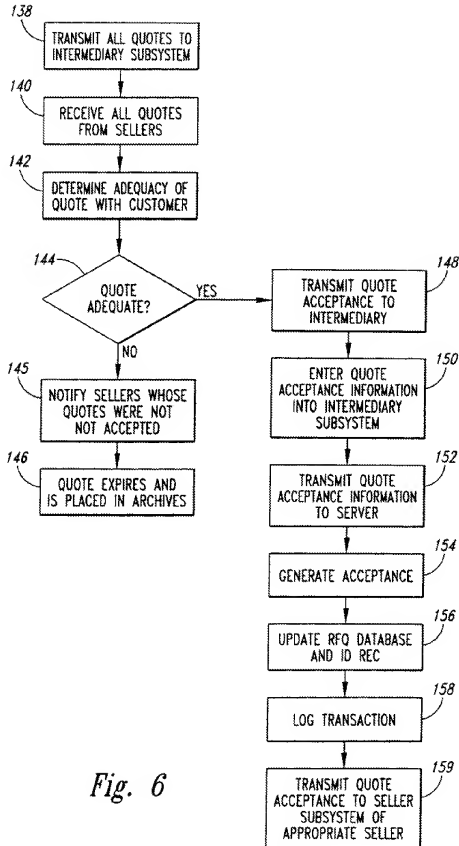 138
TRANSMIT ALL QUOTES TO
INTERMEDIARY SUBSYSTEM
140
RECEIVE ALL QUOTES
FROM SELLERS
142
DETERMINE ADEQUACY OF
QUOTE WITH CUSTOMER
144
QUOTE
ADEQUATE?
YES
NO
145
NOTIFY SELLERS WHOSE
QUOTES WERE NOT
NOT ACCEPTED
146
QUOTE EXPIRES AND
IS PLACED IN ARCHIVES
148
TRANSMIT QUOTE
ACCEPTANCE TO
INTERMEDIARY
150
ENTER QUOTE
ACCEPTANCE INFORMATION
INTO INTERMEDIARY
SUBSYSTEM
152
TRANSMIT QUOTE
ACCEPTANCE INFORMATION
TO SERVER
154
GENERATE ACCEPTANCE
156
UPDATE RFQ DATABASE
AND ID REC
158
LOG TRANSACTION
159
TRANSMIT QUOTE
ACCEPTANCE TO SELLER
SUBSYSTEM OF
APPROPRIATE SELLER
Fig. 6